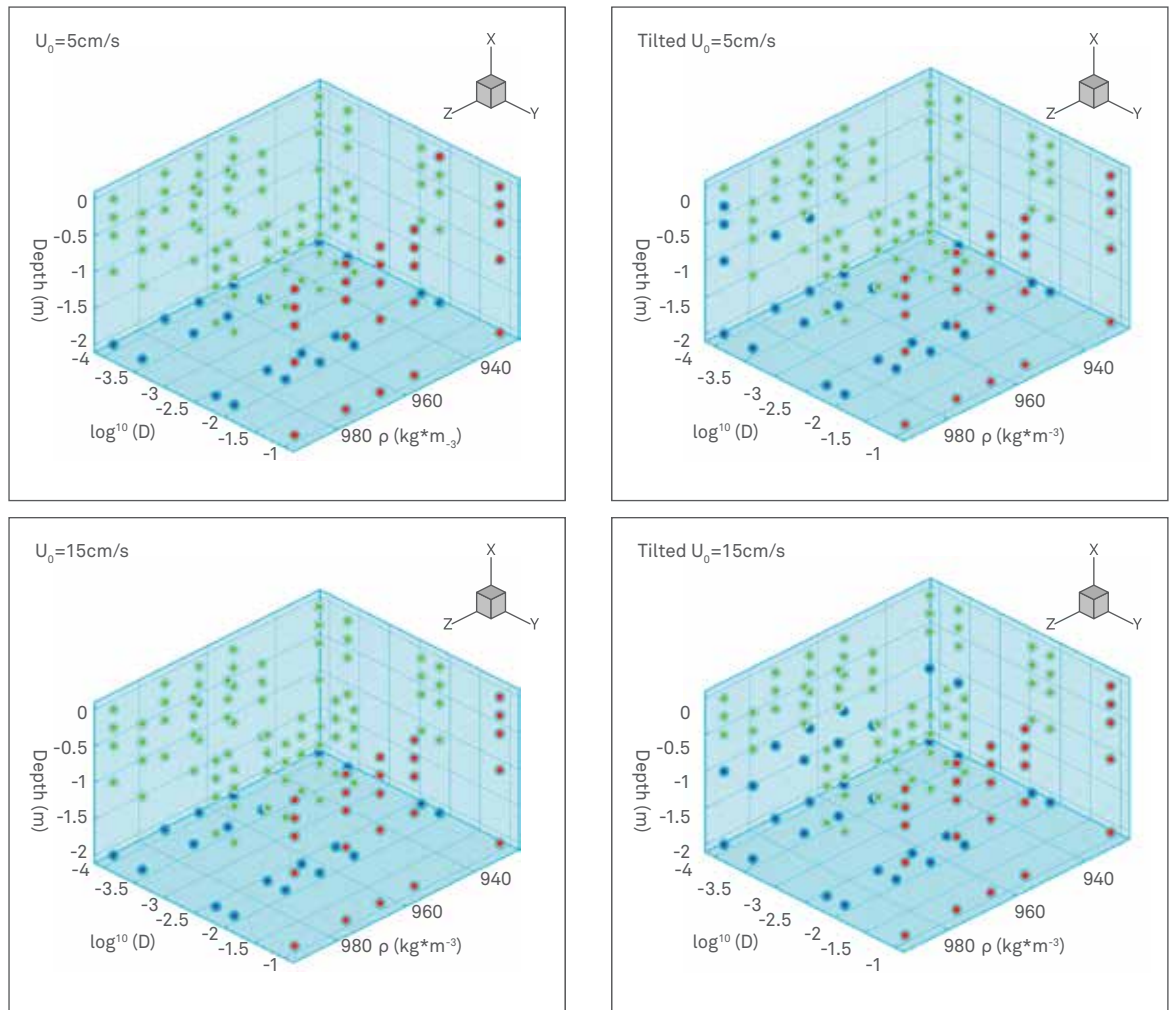 U₀=5cm/s
X
Z
Y
0
-0.5
-1
-1.5
-2
Depth (m)
-4
-3.5
-3
-2.5
-2
-1.5
-1
log¹⁰ (D)
940
960
980 ρ (kg*m₋₃)
Tilted U₀=5cm/s
X
Z
Y
0
-0.5
-1
-1.5
-2
Depth (m)
-4
-3.5
-3
-2.5
-2
-1.5
-1
log¹⁰ (D)
940
960
980 ρ (kg*m⁻³)
U₀=15cm/s
X
Z
Y
0
-0.5
-1
-1.5
-2
Depth (m)
-4
-3.5
-3
-2.5
-2
-1.5
-1
log¹⁰ (D)
940
960
980 ρ (kg*m⁻³)
Tilted U₀=15cm/s
X
Z
Y
0
-0.5
-1
-1.5
-2
Depth (m)
-4
-3.5
-3
-2.5
-2
-1.5
-1
log¹⁰ (D)
940
960
980 ρ (kg*m⁻³)